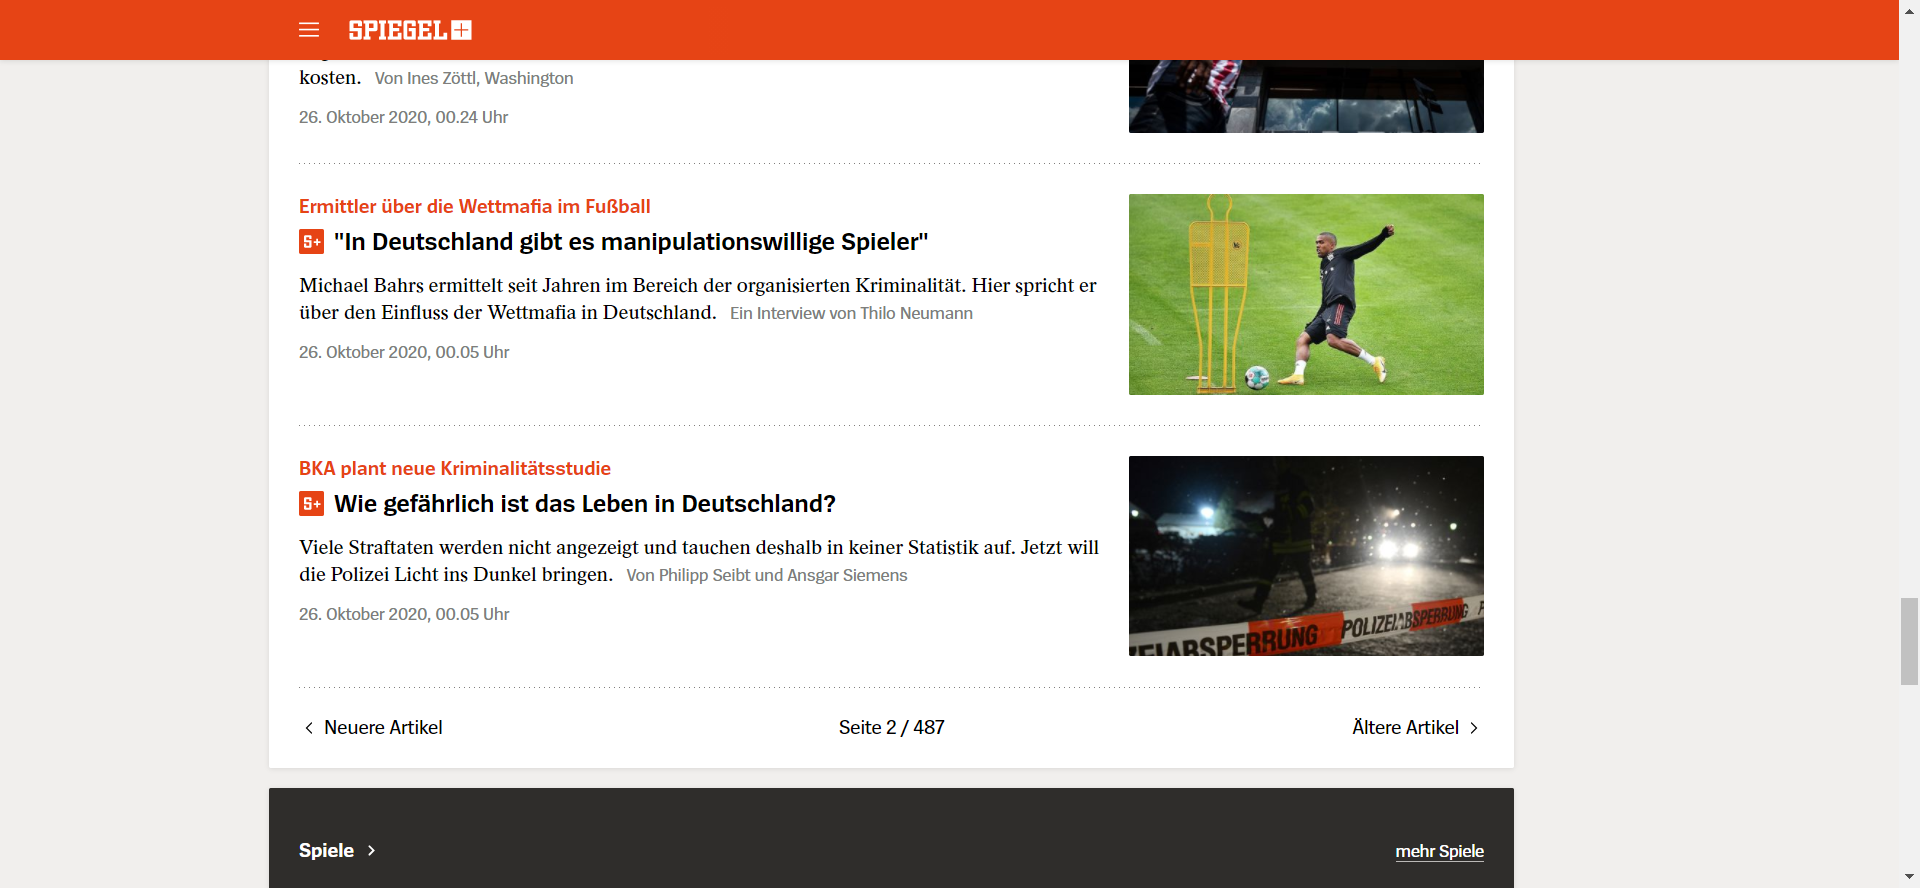 SPIEGEL+
kosten. Von Ines Zöttl, Washington
26. Oktober 2020, 00.24 Uhr
Ermittler über die Wettmafia im Fußball
S+ "In Deutschland gibt es manipulationswillige Spieler"
Michael Bahrs ermittelt seit Jahren im Bereich der organisierten Kriminalität. Hier spricht er
über den Einfluss der Wettmafia in Deutschland. Ein Interview von Thilo Neumann
26. Oktober 2020, 00.05 Uhr
BKA plant neue Kriminalitätsstudie
S+ Wie gefährlich ist das Leben in Deutschland?
Viele Straftaten werden nicht angezeigt und tauchen deshalb in keiner Statistik auf. Jetzt will
die Polizei Licht ins Dunkel bringen. Von Philipp Seibt und Ansgar Siemens
26. Oktober 2020, 00.05 Uhr
ZEIABSPERRUNG POLIZEIABSPERRUNG P
Neuere Artikel
Seite 2 / 487
Ältere Artikel
Spiele
mehr Spiele